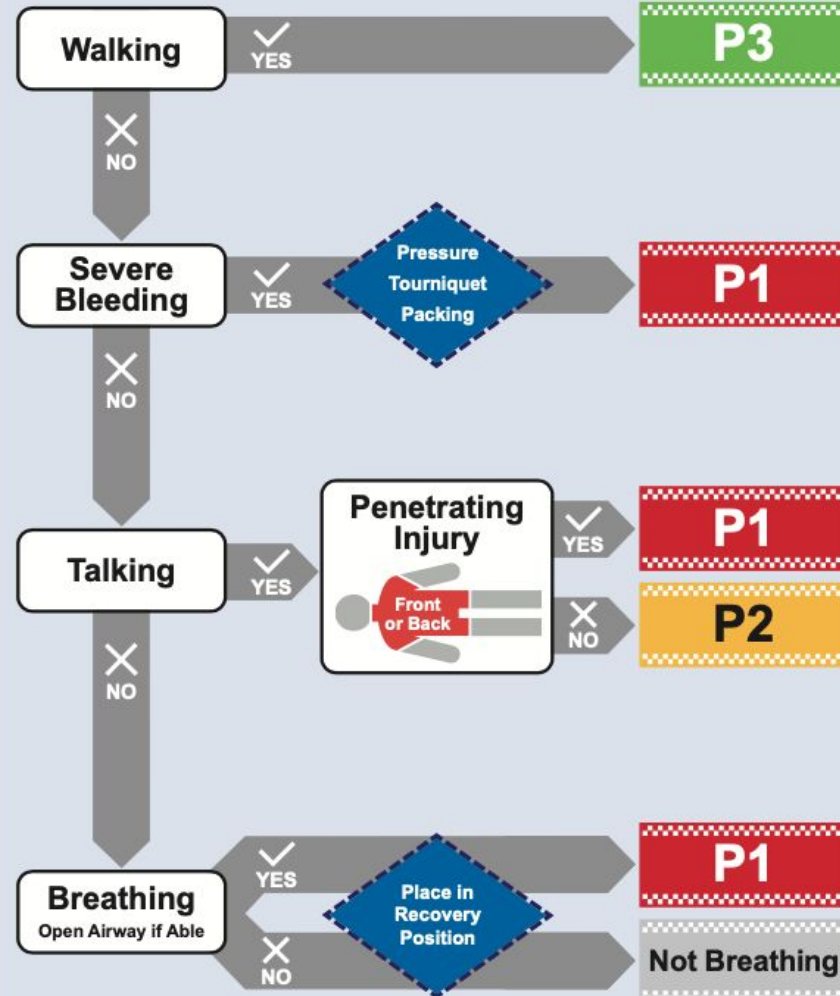 Walking
YES
P3
NO
Severe
Bleeding
YES
Pressure
Tourniquet
Packing
P1
NO
Talking
YES
Penetrating
Injury
Front
or Back
YES
P1
NO
P2
NO
Breathing
Open Airway if Able
YES
Place in
Recovery
Position
P1
NO
Not Breathing